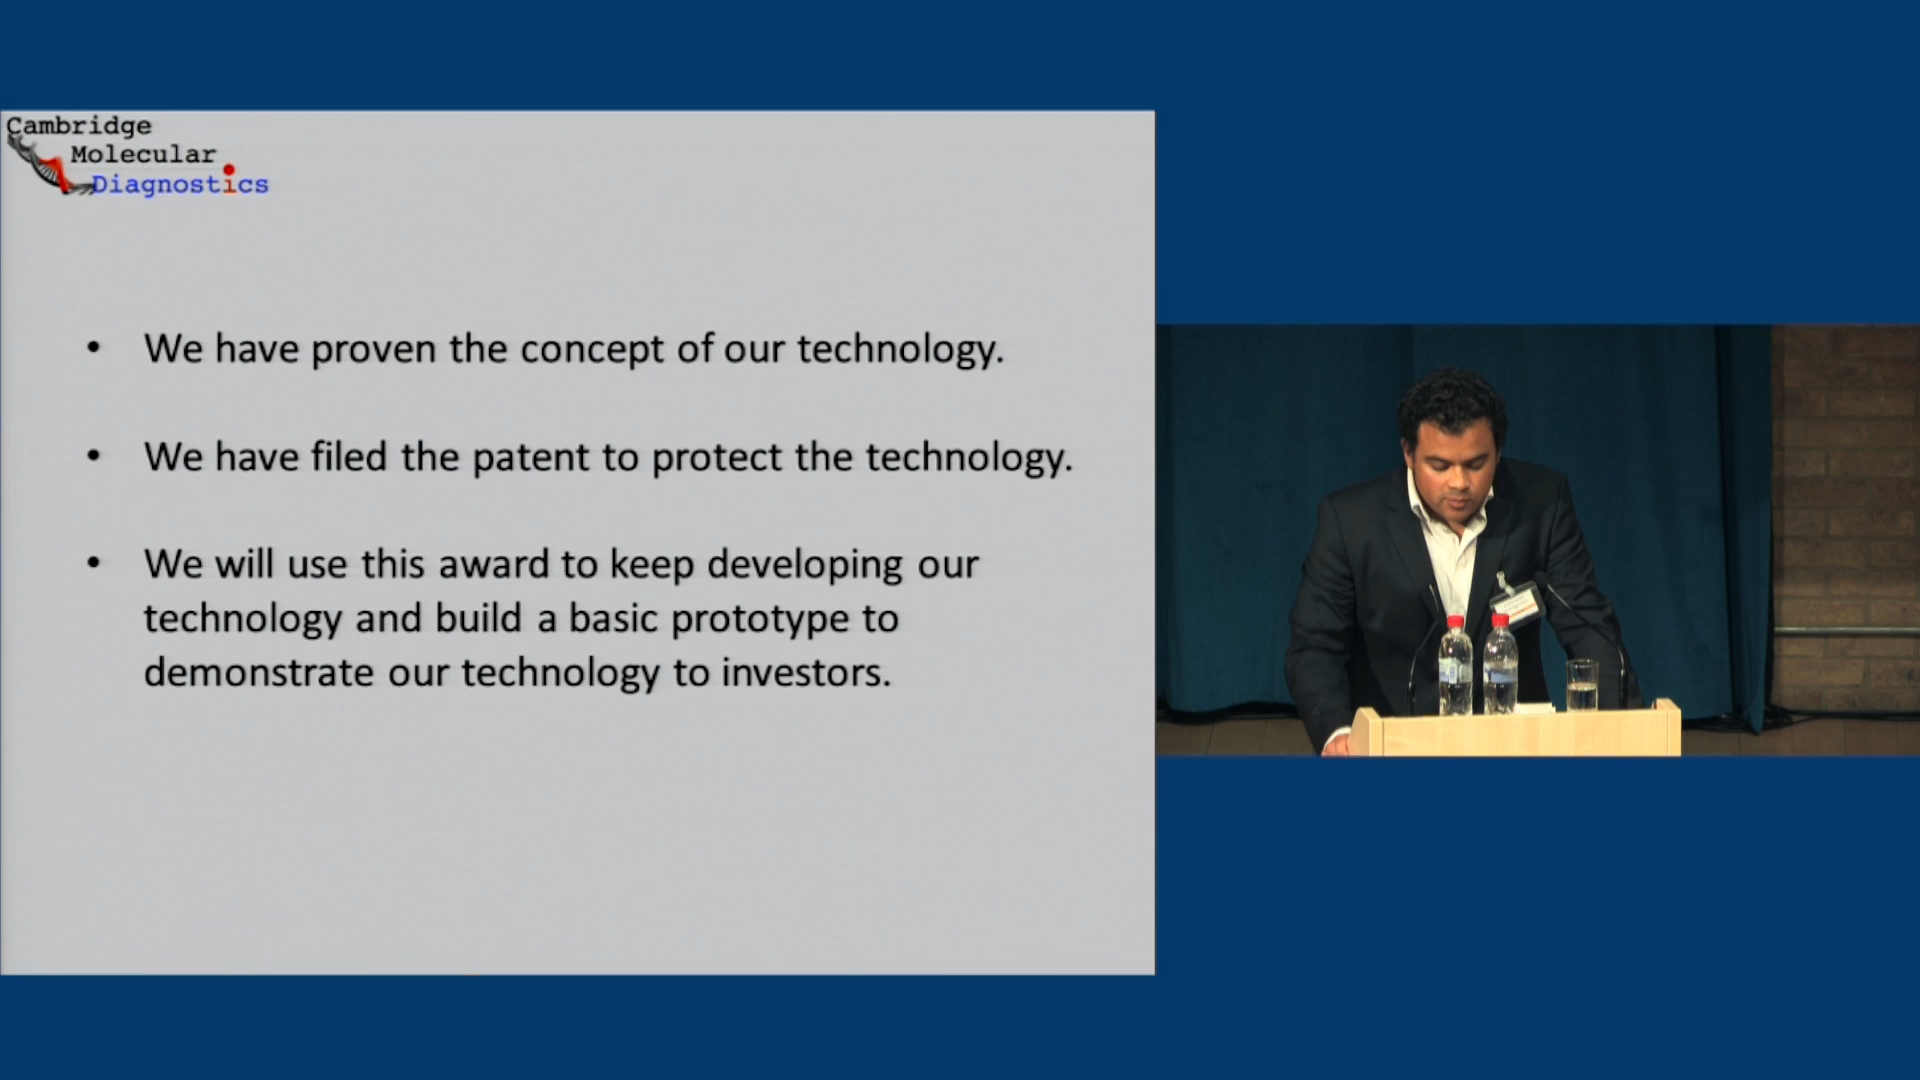 Cambridge
Molecular
Diagnostics
• We have proven the concept of our technology.
• We have filed the patent to protect the technology.
• We will use this award to keep developing our
technology and build a basic prototype to
demonstrate our technology to investors.